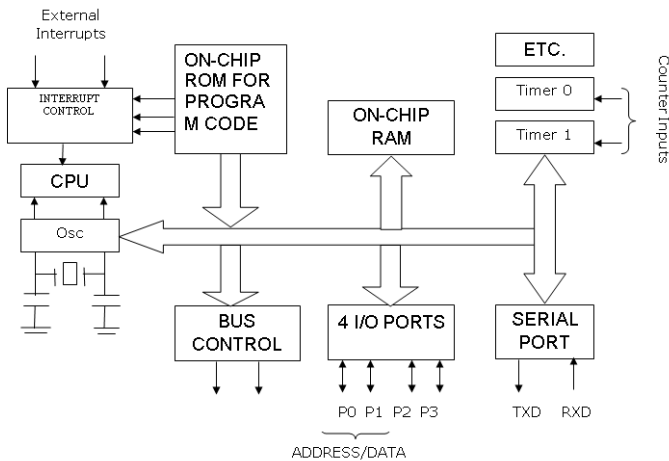 External
Interrupts
INTERRUPT
CONTROL
CPU
Osc
ON-CHIP
ROM FOR
PROGRA
M CODE
ON-CHIP
RAM
ETC.
Timer 0
Timer 1
Counter Inputs
BUS
CONTROL
4 I/O PORTS
SERIAL
PORT
P0 P1 P2 P3
TXD RXD
ADDRESS/DATA